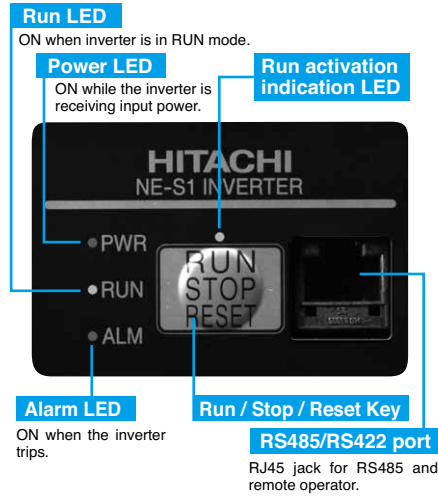 Run LED
ON when inverter is in RUN mode.
Power LED
ON while the inverter is
receiving input power.
Run activation
indication LED
HITACHI
NE-S1 INVERTER
PWR
RUN
ALM
RUN
STOP
RESET
Alarm LED
ON when the inverter
trips.
Run / Stop / Reset Key
RS485/RS422 port
RJ45 jack for RS485 and
remote operator.